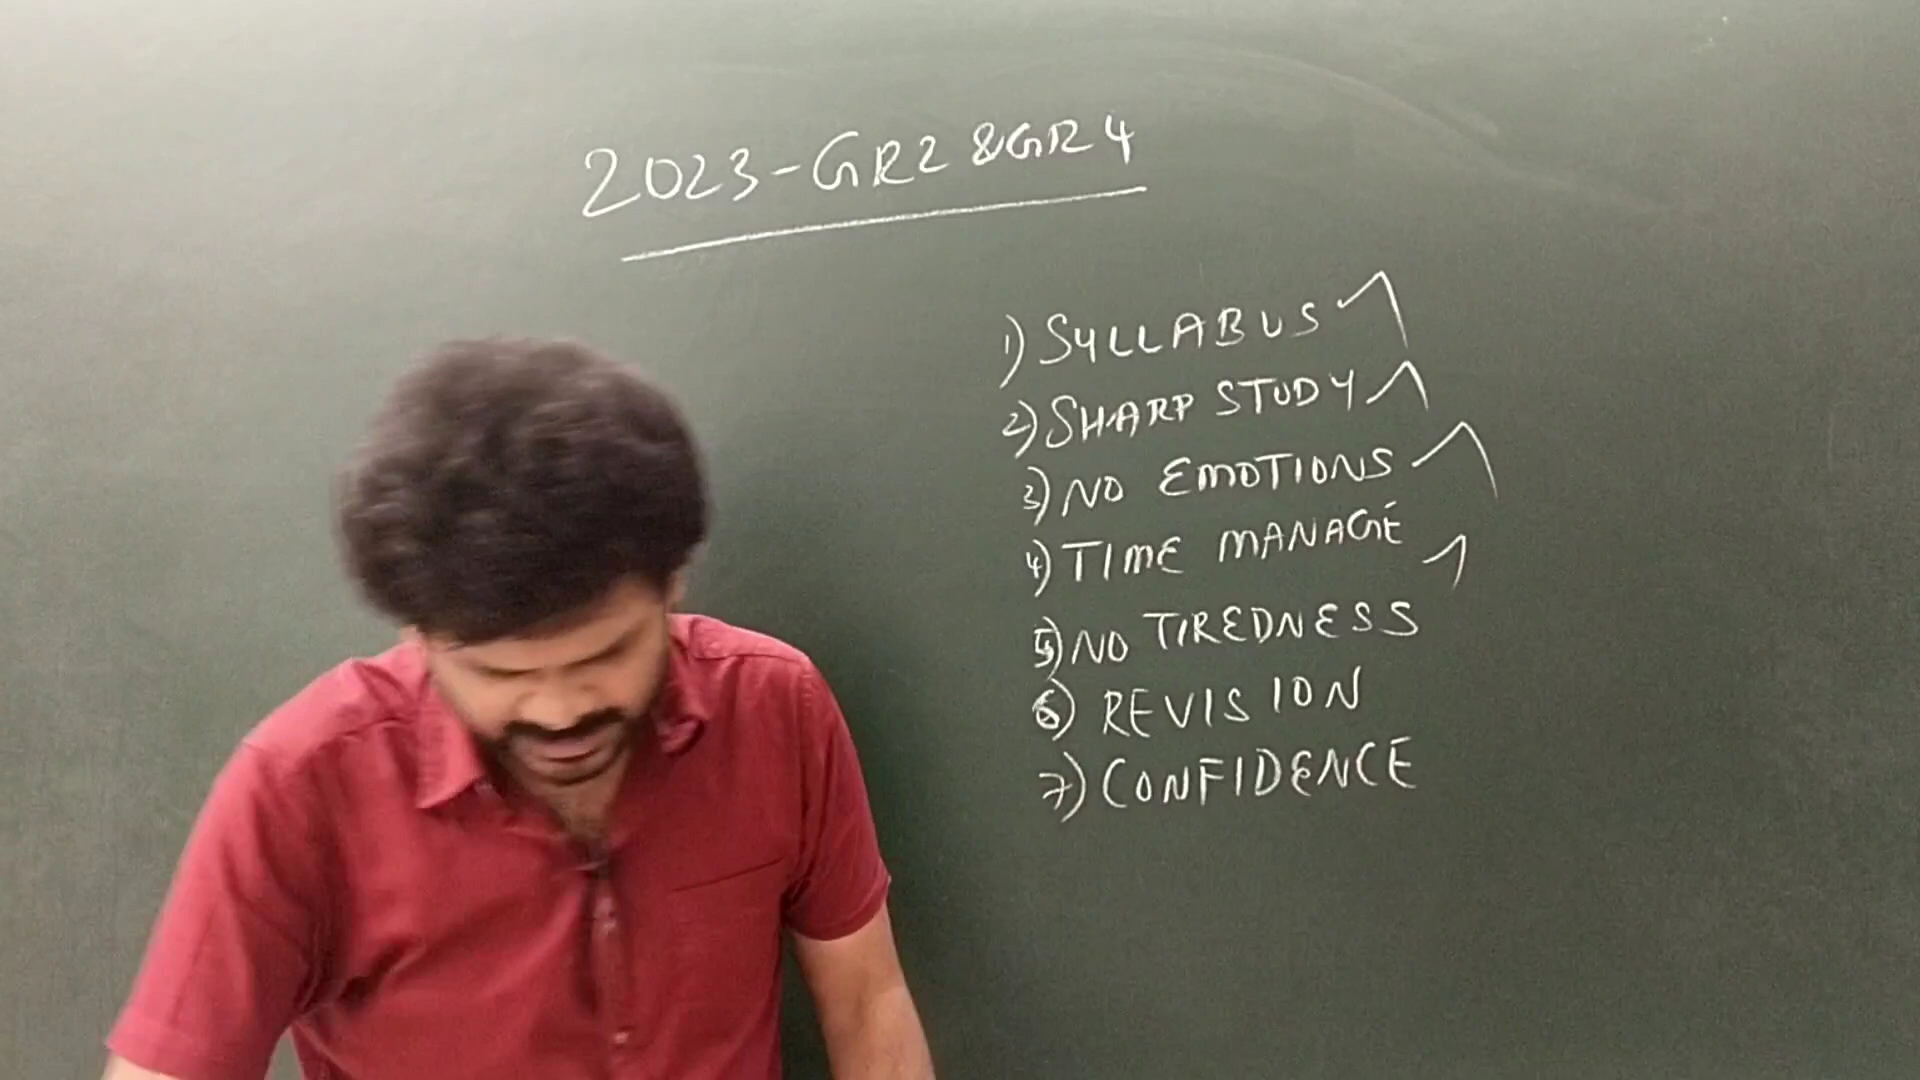 2023-GR2 &GR4
1) SYLLABUS
2) SHARP STUDY
3) NO EMOTIONS
4) TIME MANAGE
5) NO TIREDNESS
6) REVISION
7) CONFIDENCE